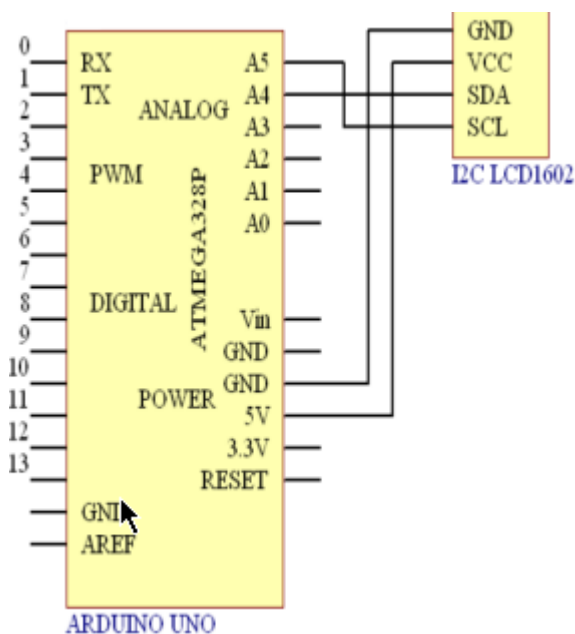 0
1
2
3
4
5
6
7
8
9
10
11
12
13
RX
TX
ANALOG
PWM
DIGITAL
POWER
AREF
ATMEGA328P
A5
A4
A3
A2
A1
A0
Vin
GND
GND
5V
3.3V
RESET
ARDUINO UNO
GND
VCC
SDA
SCL
I2C LCD1602